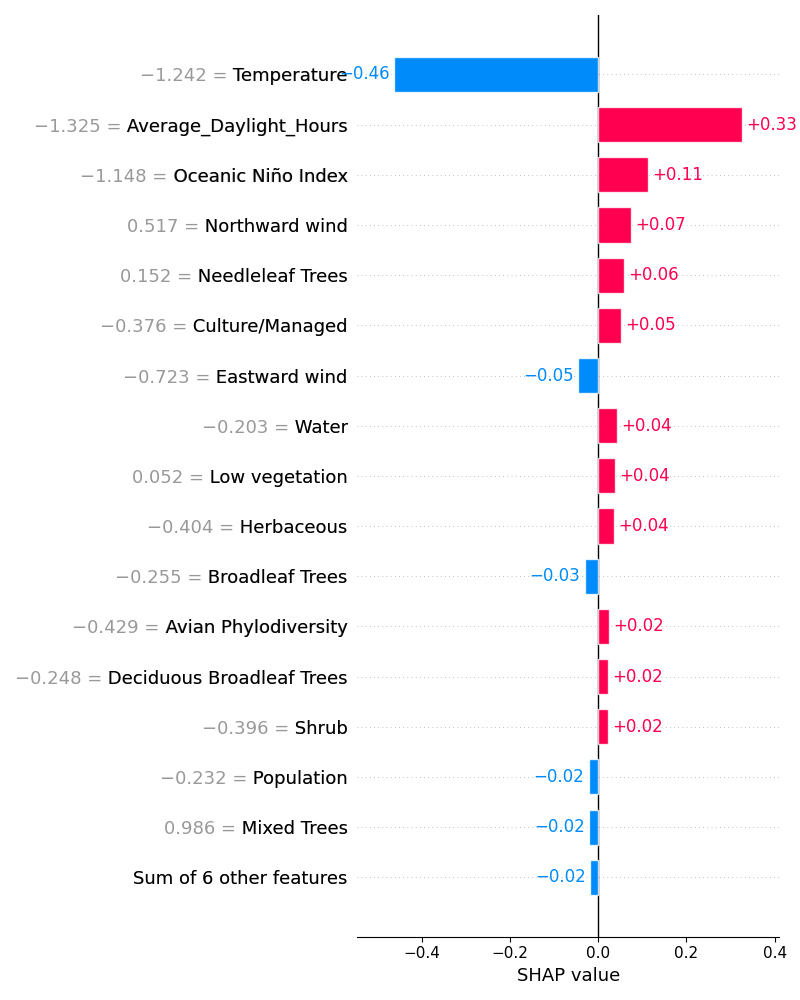 −1.242 = Temperature −0.46
−1.325 = Average_Daylight_Hours +0.33
−1.148 = Oceanic Niño Index +0.11
0.517 = Northward wind +0.07
0.152 = Needleleaf Trees +0.06
−0.376 = Culture/Managed +0.05
−0.723 = Eastward wind −0.05
−0.203 = Water +0.04
0.052 = Low vegetation +0.04
−0.404 = Herbaceous +0.04
−0.255 = Broadleaf Trees −0.03
−0.429 = Avian Phylodiversity +0.02
−0.248 = Deciduous Broadleaf Trees +0.02
−0.396 = Shrub +0.02
−0.232 = Population −0.02
0.986 = Mixed Trees −0.02
Sum of 6 other features −0.02
−0.4 −0.2 0.0 0.2 0.4
SHAP value